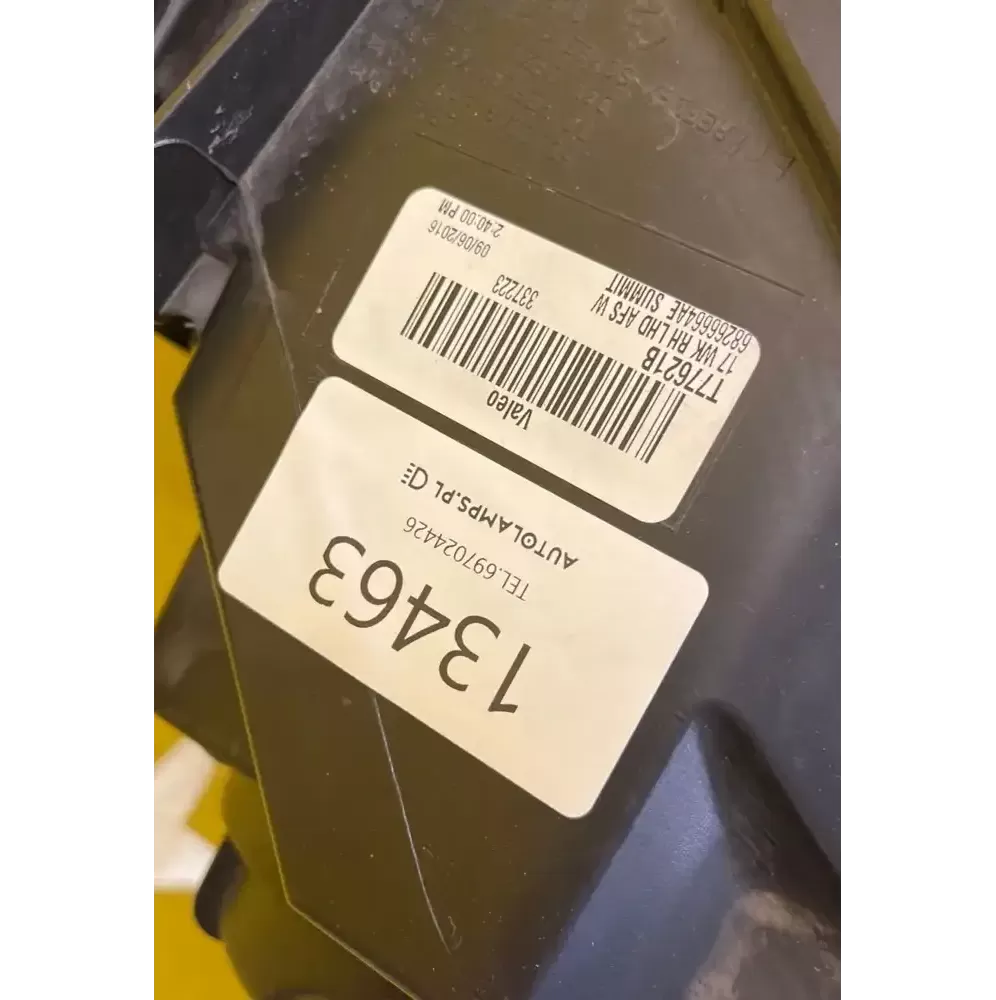 13463
TEL.697024426
AUTOLAMPS.PL
Valeo
T77621B 337223
17 WK RH LHD AFS W
68266664AE SUMMIT
09/06/2016
2:40:00 PM